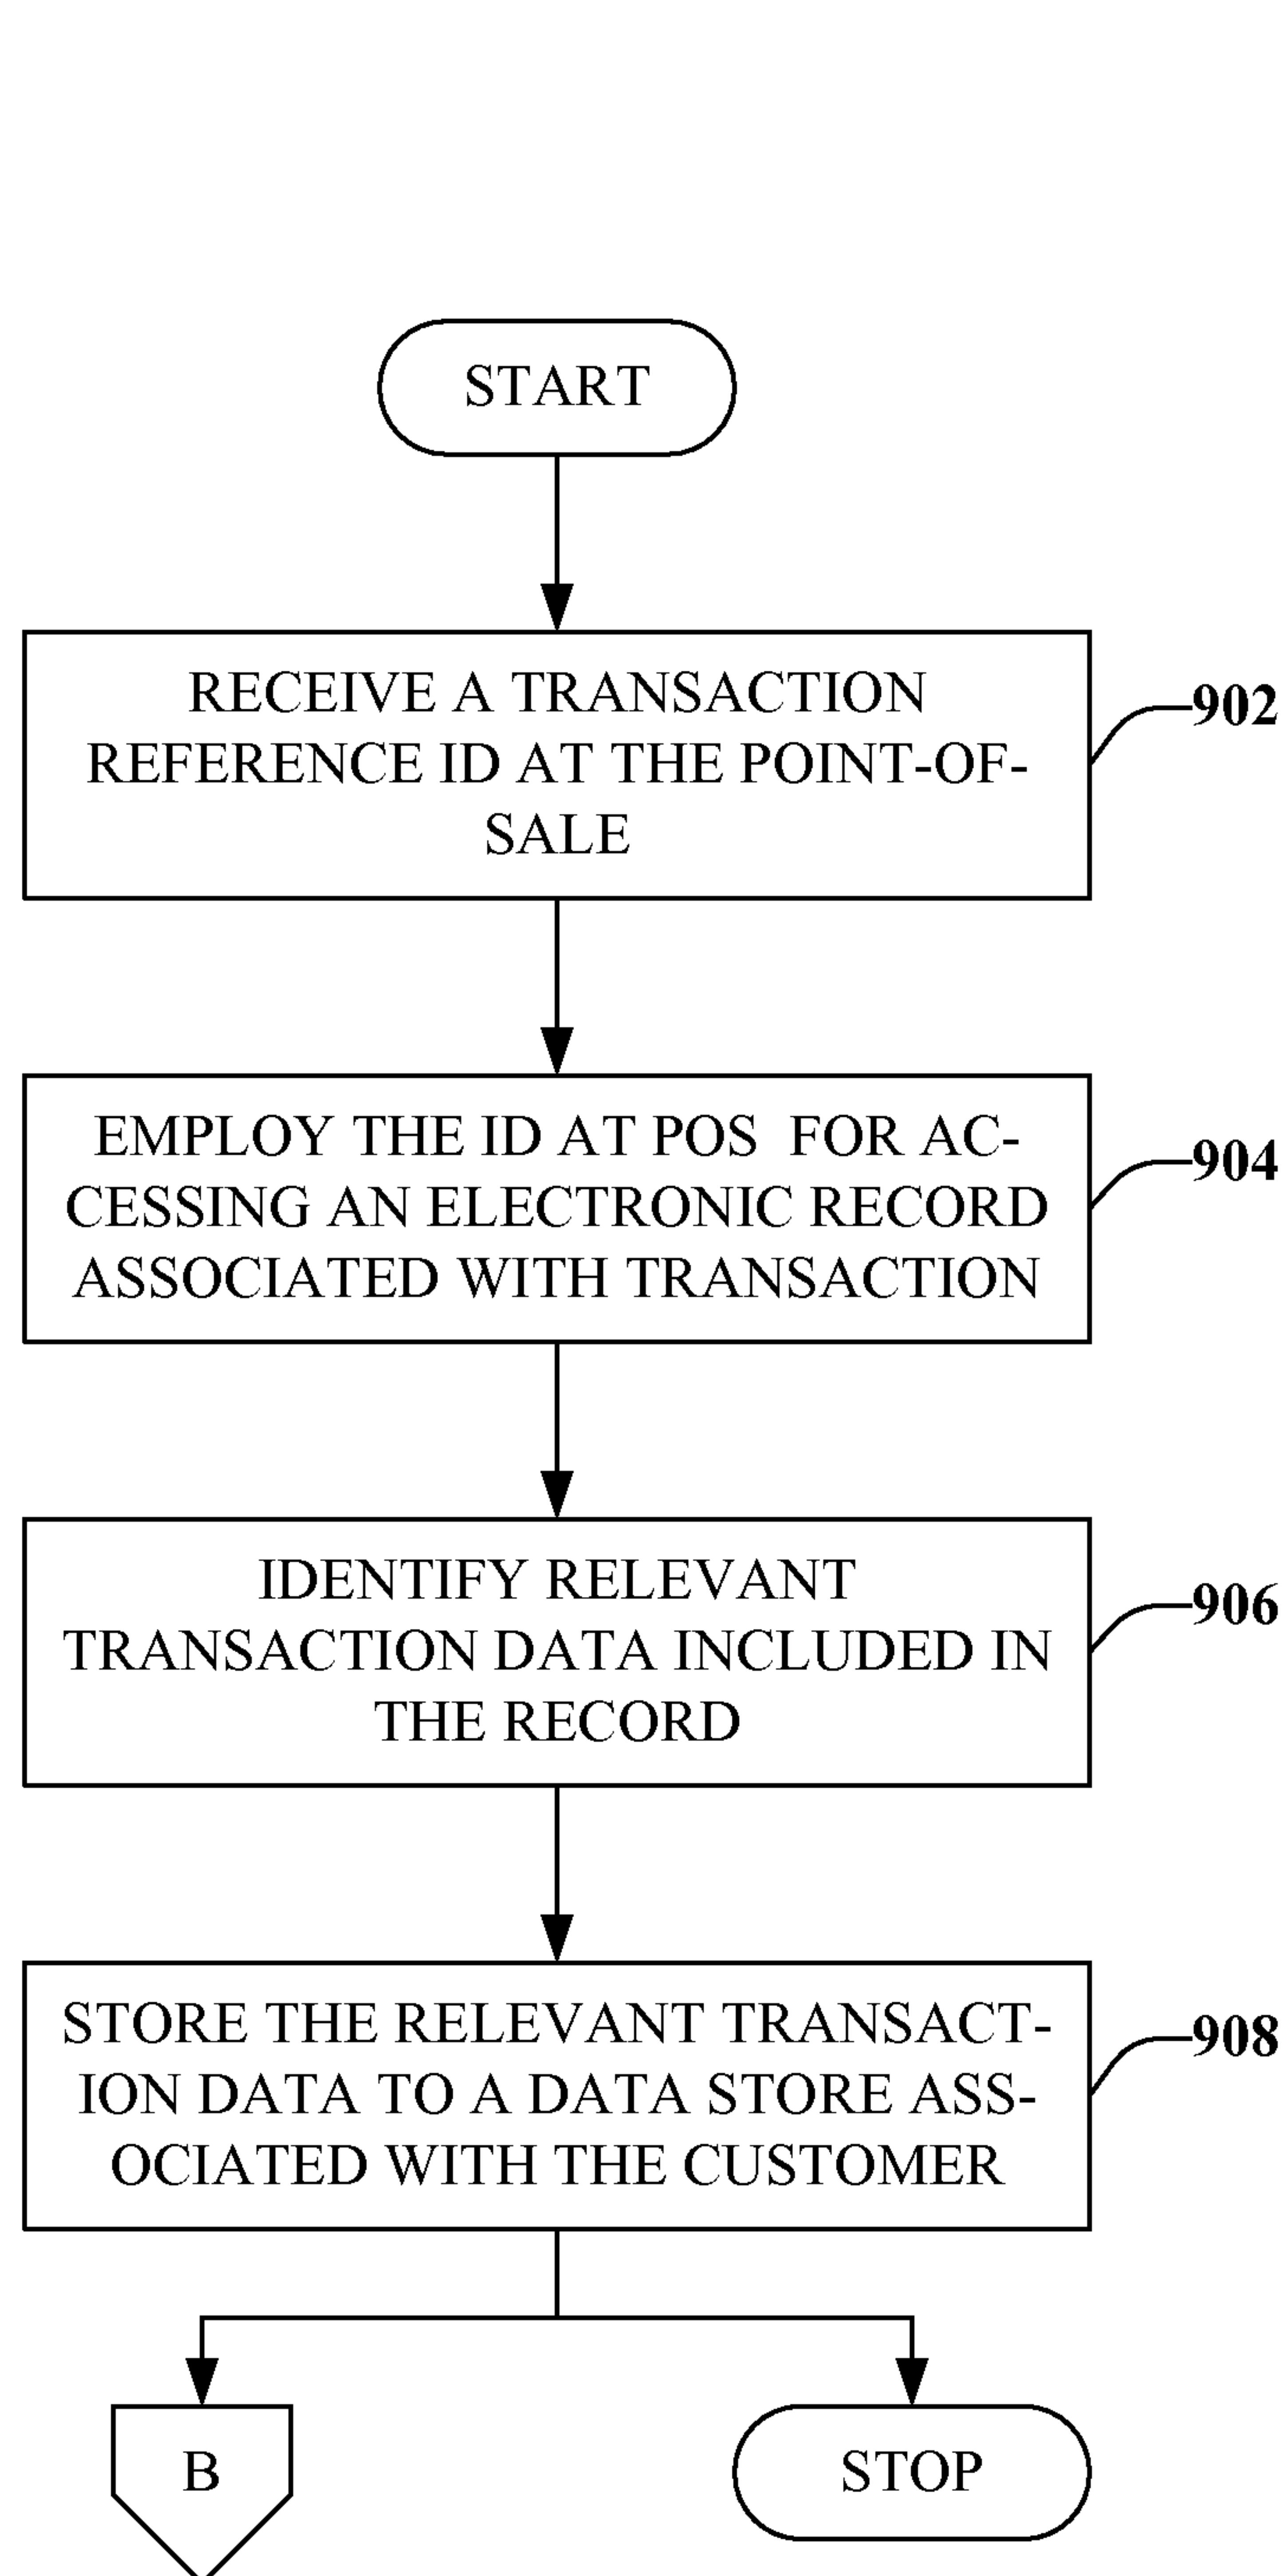 START
RECEIVE A TRANSACTION
902
REFERENCE ID AT THE POINT-OF-
SALE
EMPLOY THE ID AT POS FOR AC-
904
CESSING AN ELECTRONIC RECORD
ASSOCIATED WITH TRANSACTION
IDENTIFY RELEVANT
906
TRANSACTION DATA INCLUDED IN
THE RECORD
STORE THE RELEVANT TRANSACT-
908
ION DATA TO A DATA STORE ASS-
OCIATED WITH THE CUSTOMER
B
STOP